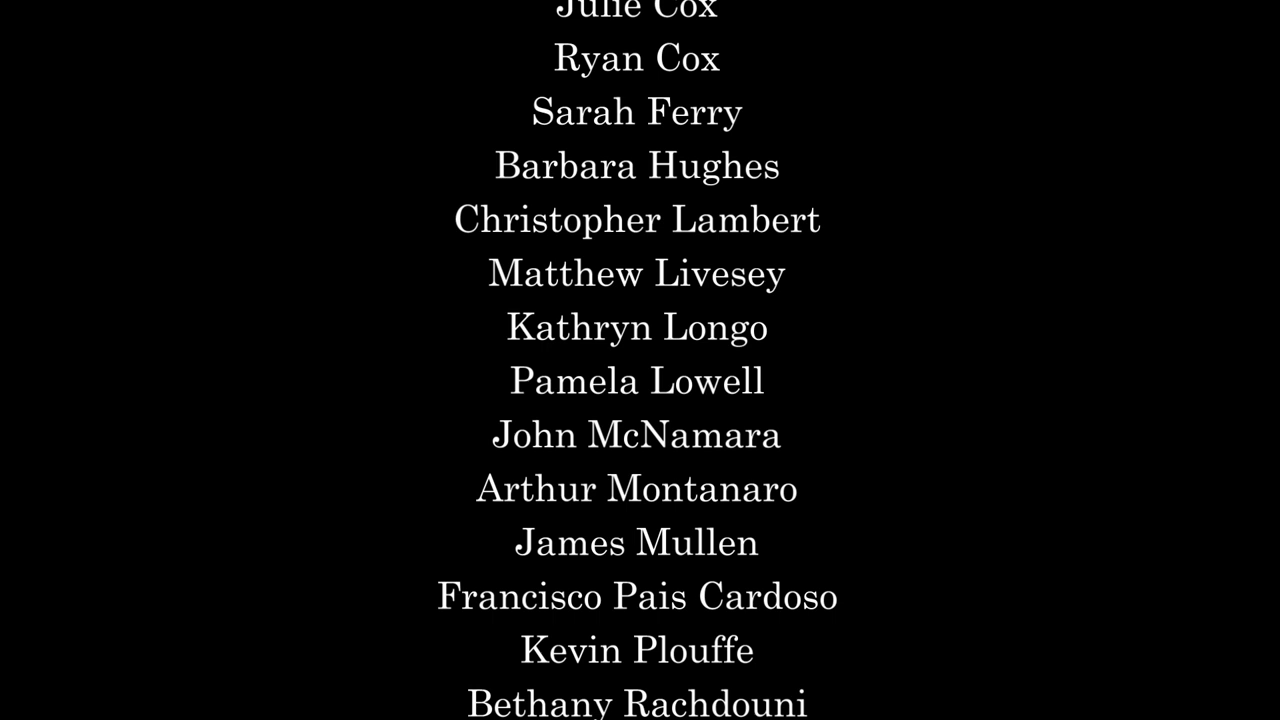 Julie Cox
Ryan Cox
Sarah Ferry
Barbara Hughes
Christopher Lambert
Matthew Livesey
Kathryn Longo
Pamela Lowell
John McNamara
Arthur Montanaro
James Mullen
Francisco Pais Cardoso
Kevin Plouffe
Bethany Rachdouni